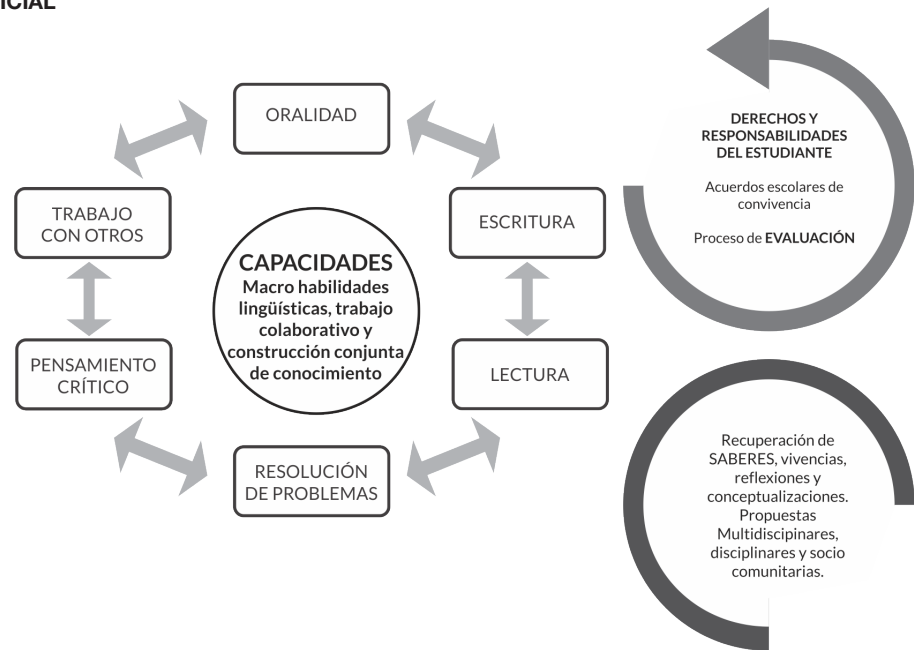 ICIAL
ORALIDAD
TRABAJO
CON OTROS
ESCRITURA
CAPACIDADES
Macro habilidades
lingüísticas, trabajo
colaborativo y
construcción conjunta
de conocimiento
PENSAMIENTO
CRÍTICO
LECTURA
RESOLUCIÓN
DE PROBLEMAS
DERECHOS Y
RESPONSABILIDADES
DEL ESTUDIANTE
Acuerdos escolares de
convivencia
Proceso de EVALUACIÓN
Recuperación de
SABERES, vivencias,
reflexiones y
conceptualizaciones.
Propuestas
Multidiscipinares,
disciplinares y socio
comunitarias.